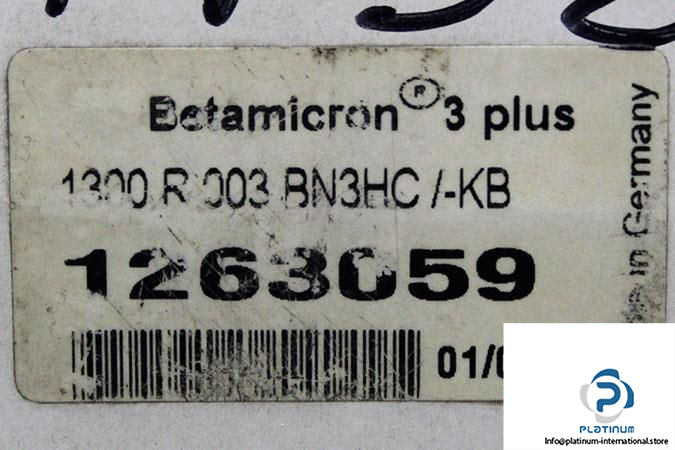 Betamicron® 3 plus
1300 R 003 BN3HC /-KB
1263059
01/0
in Germany
PLATINUM
Info@platinum-international.store